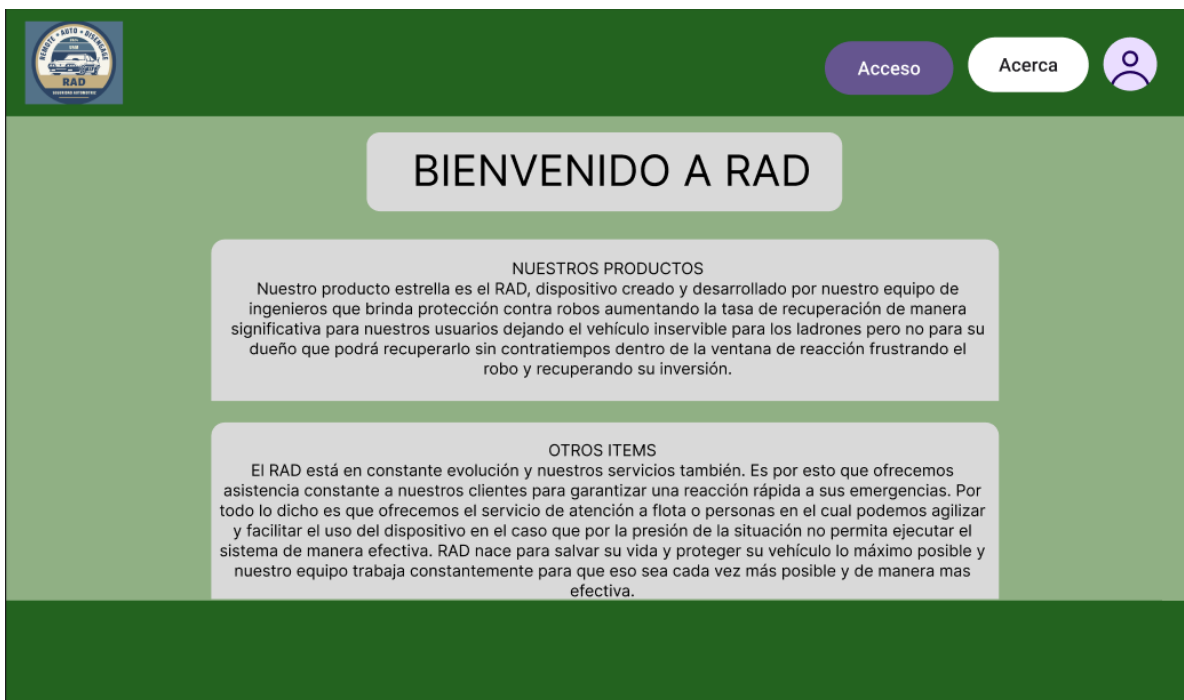 REMOTE • AUTO • DISENGAGE
RAD
Acceso
Acerca
BIENVENIDO A RAD
NUESTROS PRODUCTOS
Nuestro producto estrella es el RAD, dispositivo creado y desarrollado por nuestro equipo de
ingenieros que brinda protección contra robos aumentando la tasa de recuperación de manera
significativa para nuestros usuarios dejando el vehículo inservible para los ladrones pero no para su
dueño que podrá recuperarlo sin contratiempos dentro de la ventana de reacción frustrando el
robo y recuperando su inversión.
OTROS ITEMS
El RAD está en constante evolución y nuestros servicios también. Es por esto que ofrecemos
asistencia constante a nuestros clientes para garantizar una reacción rápida a sus emergencias. Por
todo lo dicho es que ofrecemos el servicio de atención a flota o personas en el cual podemos agilizar
y facilitar el uso del dispositivo en el caso que por la presión de la situación no permita ejecutar el
sistema de manera efectiva. RAD nace para salvar su vida y proteger su vehículo lo máximo posible y
nuestro equipo trabaja constantemente para que eso sea cada vez más posible y de manera mas
efectiva.